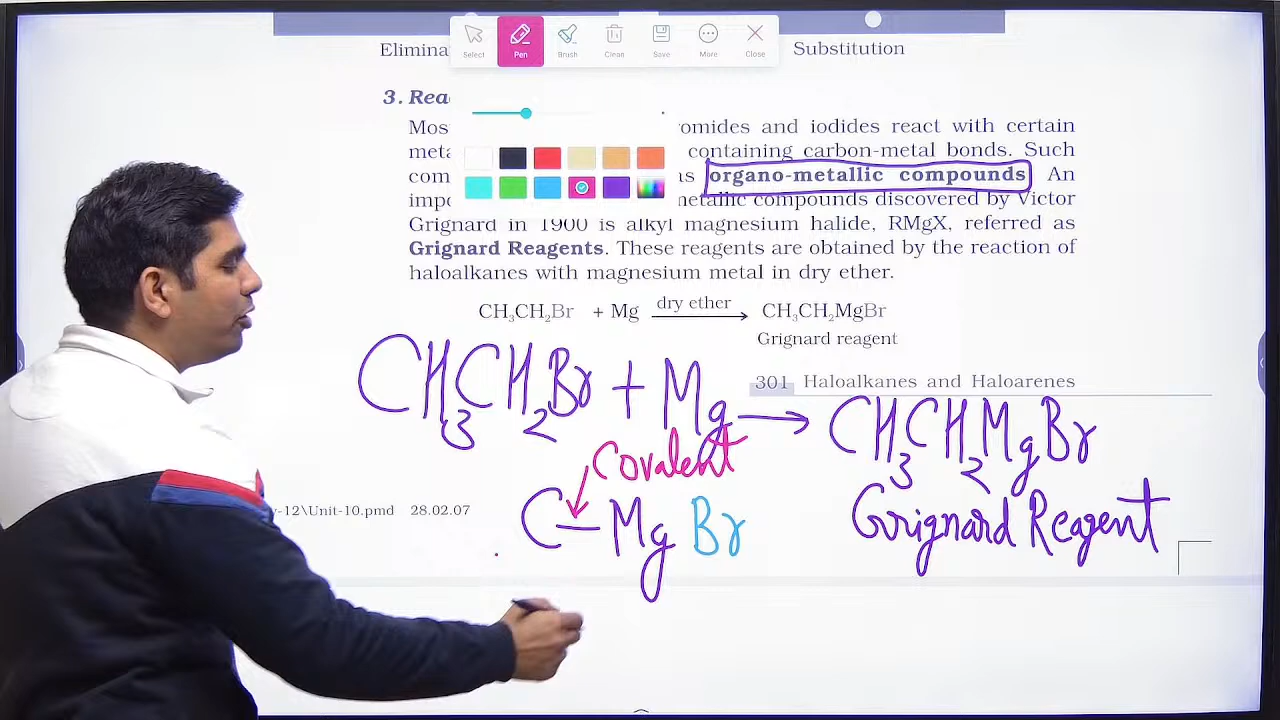 Select Pen Brush Clean Save More Close
Elimina Substitution
3. Rea
Mos omides and iodides react with certain
meta containing carbon-metal bonds. Such
com as organo-metallic compounds An
impo metallic compounds discovered by Victor
Grignard in 1900 is alkyl magnesium halide, RMgX, referred as
Grignard Reagents. These reagents are obtained by the reaction of
haloalkanes with magnesium metal in dry ether.
CH₃CH₂Br + Mg dry ether → CH₃CH₂MgBr
Grignard reagent
CH₃CH₂Br + Mg → CH₃CH₂MgBr
301 Haloalkanes and Haloarenes
Covalent
C–MgBr
Grignard Reagent
-12\Unit-10.pmd 28.02.07